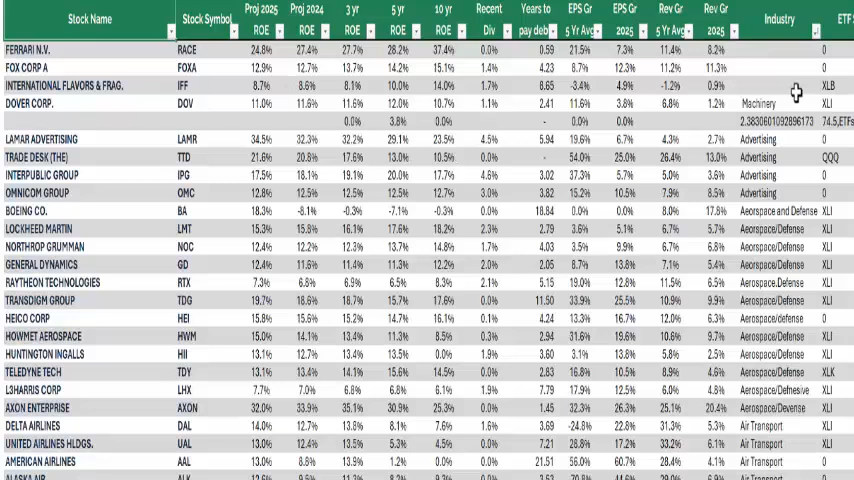 Stock Name Stock Symbol Proj 2025 ROE Proj 2024 ROE 3 yr ROE 5 yr ROE 10 yr ROE Recent Div Years to pay deb EPS Gr 5 Yr Avg EPS Gr 2025 Rev Gr 5 Yr Avg Rev Gr 2025 Industry ETF
FERRARI N.V. RACE 24.8% 27.4% 27.7% 28.2% 37.4% 0.0% 0.59 21.5% 7.3% 11.4% 8.2% 0
FOX CORP A FOXA 12.9% 12.7% 13.7% 14.2% 15.1% 1.4% 4.23 8.7% 12.3% 11.2% 11.3% 0
INTERNATIONAL FLAVORS & FRAG. IFF 8.7% 8.6% 8.1% 10.0% 14.0% 1.7% 8.65 -3.4% 4.9% -1.2% 0.9% XLB
DOVER CORP. DOV 11.0% 11.6% 11.6% 12.0% 10.7% 1.1% 2.41 11.6% 3.8% 6.8% 1.2% Machinery XLI
0.0% 3.8% 0.0% - 0.0% 0.0% 2.3830601092896173 74.5,ETFs
LAMAR ADVERTISING LAMR 34.5% 32.3% 32.2% 29.1% 23.5% 4.5% 5.94 19.6% 6.7% 4.3% 2.7% Advertising 0
TRADE DESK (THE) TTD 21.6% 20.8% 17.6% 13.0% 10.5% 0.0% - 54.0% 25.0% 26.4% 13.0% Advertising QQQ
INTERPUBLIC GROUP IPG 17.5% 18.1% 19.1% 20.0% 17.7% 4.6% 3.02 37.3% 5.7% 5.0% 3.6% Advertising 0
OMNICOM GROUP OMC 12.8% 12.5% 12.5% 12.5% 12.7% 3.0% 3.82 15.2% 10.5% 7.9% 8.5% Advertising 0
BOEING CO. BA 18.3% -8.1% -0.3% -7.1% -0.3% 0.0% 18.84 0.0% 0.0% 8.0% 17.8% Aeorspace and Defense XLI
LOCKHEED MARTIN LMT 15.3% 15.8% 16.1% 17.6% 18.2% 2.3% 2.79 3.6% 5.1% 6.7% 5.7% Aerospace/Defense XLI
NORTHROP GRUMMAN NOC 12.4% 12.2% 12.3% 13.7% 14.8% 1.7% 4.03 3.5% 9.9% 6.7% 6.8% Aerospace/Defense XLI
GENERAL DYNAMICS GD 12.4% 11.6% 11.4% 11.3% 12.2% 2.0% 2.05 8.7% 13.8% 7.1% 5.4% Aerospace/Defense XLI
RAYTHEON TECHNOLOGIES RTX 7.3% 6.8% 6.9% 6.5% 8.3% 2.1% 5.15 19.0% 12.8% 11.5% 6.5% Aerospace.Defense XLI
TRANSDIGM GROUP TDG 19.7% 18.6% 18.7% 15.7% 17.6% 0.0% 11.50 33.9% 25.5% 10.9% 9.9% Aerospace/Defense XLI
HEICO CORP HEI 15.8% 15.6% 15.2% 14.7% 16.1% 0.1% 4.24 13.3% 16.7% 12.0% 6.3% Aerospace/defense 0
HOWMET AEROSPACE HWM 15.0% 14.1% 13.4% 11.3% 8.5% 0.3% 2.94 31.6% 19.6% 10.6% 9.7% Aerospace/Defense XLI
HUNTINGTON INGALLS HII 13.1% 12.7% 13.4% 13.5% 0.0% 1.9% 3.60 3.1% 13.8% 5.8% 2.5% Aerospace/Defense XLI
TELEDYNE TECH TDY 13.1% 13.4% 14.1% 15.6% 14.5% 0.0% 2.83 16.8% 10.5% 8.9% 4.6% Aerospace/Defense XLK
L3HARRIS CORP LHX 7.7% 7.0% 6.8% 6.8% 6.1% 1.9% 7.79 17.9% 12.5% 6.0% 4.8% Aerospace/Defnesive XLI
AXON ENTERPRISE AXON 32.0% 33.9% 35.1% 30.9% 25.3% 0.0% 1.45 32.3% 26.3% 25.1% 20.4% Aerospace/Devense XLI
DELTA AIRLINES DAL 14.0% 12.7% 13.8% 8.1% 7.6% 1.6% 3.69 -24.8% 22.8% 31.3% 5.3% Air Transport XLI
UNITED AIRLINES HLDGS. UAL 13.0% 12.4% 13.5% 5.3% 4.5% 0.0% 7.21 28.8% 17.2% 33.2% 6.1% Air Transport XLI
AMERICAN AIRLINES AAL 13.0% 8.8% 13.9% 1.2% 0.0% 0.0% 21.51 56.0% 60.7% 28.4% 4.1% Air Transport 0
ALASKA AIR ALK